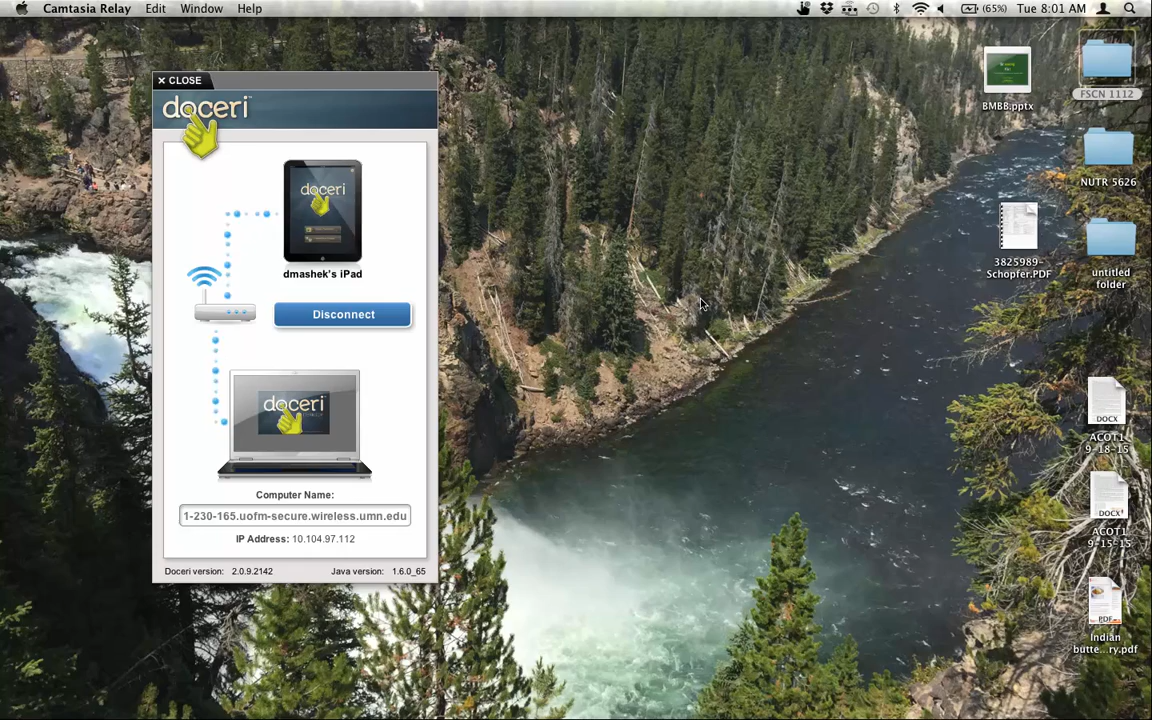 Camtasia Relay Edit Window Help
(65%) Tue 8:01 AM
CLOSE
doceri™
doceri
dmashek's iPad
Disconnect
doceri
Computer Name:
1-230-165.uofm-secure.wireless.umn.edu
IP Address: 10.104.97.112
Doceri version: 2.0.9.2142 Java version: 1.6.0_65
BMBB.pptx
FSCN 1112
NUTR 5626
3825989-
Schopfer.PDF
untitled
folder
DOCX
ACOT1
9-18-15
DOCX
ACOT1
9-15-15
PDF
Indian
butte...ry.pdf